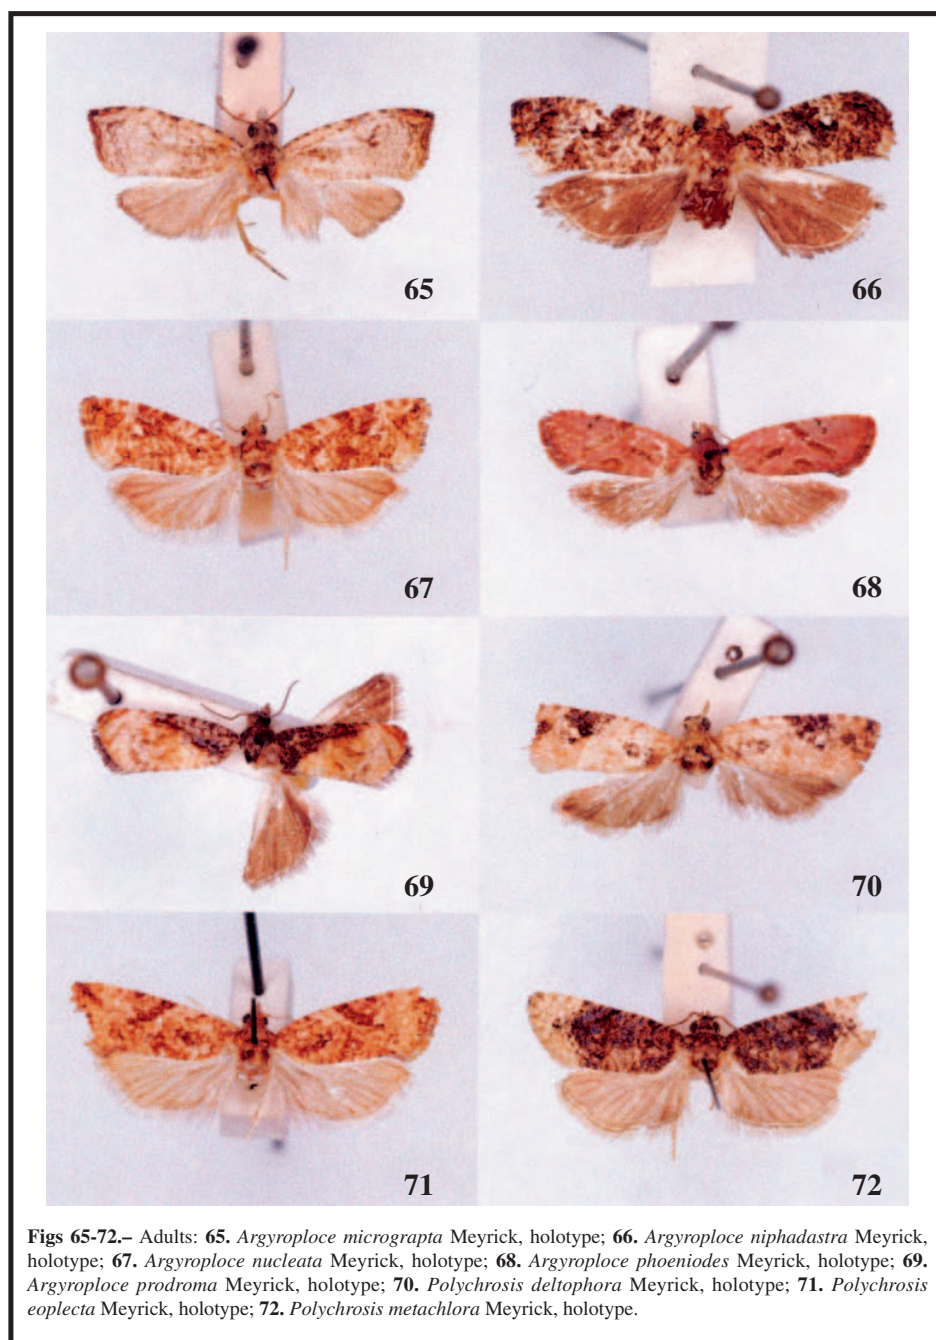 65
66
67
68
69
70
71
72
Figs 65-72.– Adults: 65. Argyroploce micrograpta Meyrick, holotype; 66. Argyroploce niphadastra Meyrick,
holotype; 67. Argyroploce nucleata Meyrick, holotype; 68. Argyroploce phoeniodes Meyrick, holotype; 69.
Argyroploce prodroma Meyrick, holotype; 70. Polychrosis deltophora Meyrick, holotype; 71. Polychrosis
eoplecta Meyrick, holotype; 72. Polychrosis metachlora Meyrick, holotype.